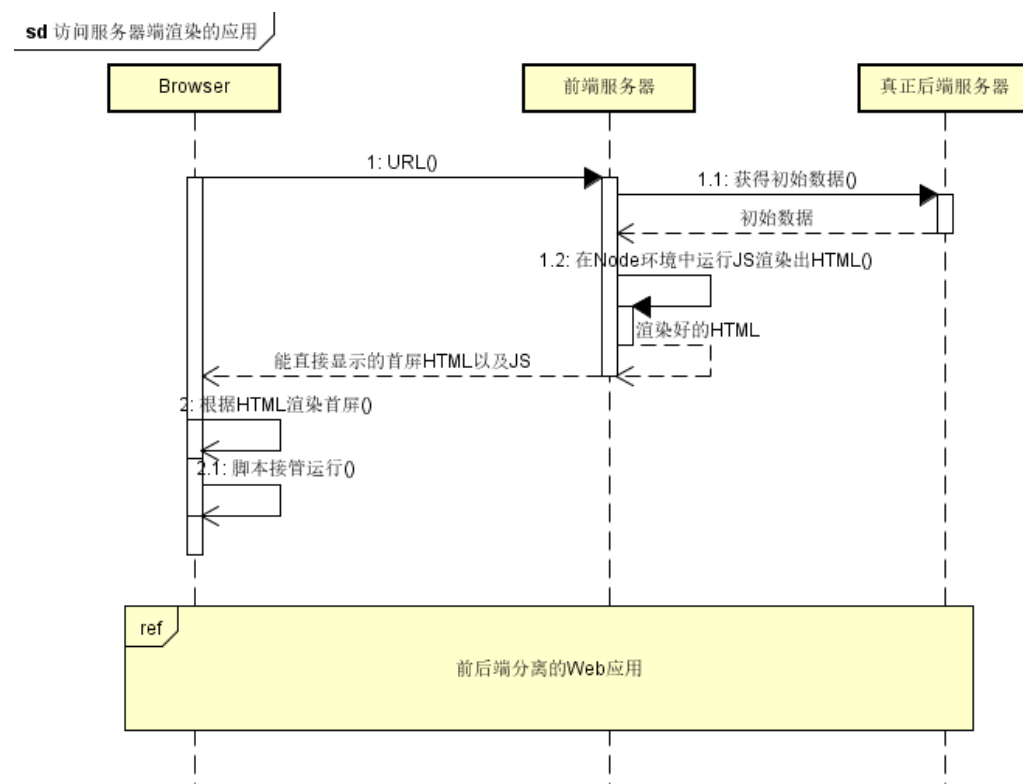 sd 访问服务器端渲染的应用
Browser
前端服务器
真正后端服务器
1: URL()
1.1: 获得初始数据()
初始数据
1.2: 在Node环境中运行JS渲染出HTML()
渲染好的HTML
能直接显示的首屏HTML以及JS
2: 根据HTML渲染首屏()
2.1: 脚本接管运行()
ref
前后端分离的Web应用